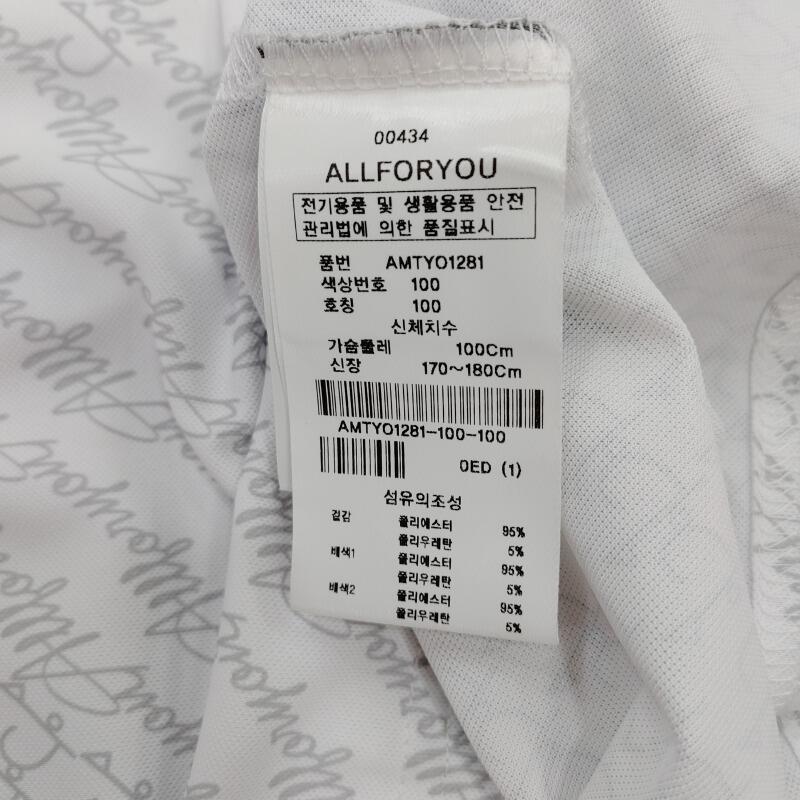 00434
ALLFORYOU
전기용품 및 생활용품 안전
관리법에 의한 품질표시
품번 AMTYO1281
색상번호 100
호칭 100
신체치수
가슴둘레 100Cm
신장 170~180Cm
AMTYO1281-100-100
0ED (1)
섬유의조성
겉감 폴리에스터 95%
폴리우레탄 5%
배색1 폴리에스터 95%
폴리우레탄 5%
배색2 폴리에스터 95%
폴리우레탄 5%
Allforyou
Allforyou
Allforyou
Allforyou
Allforyou